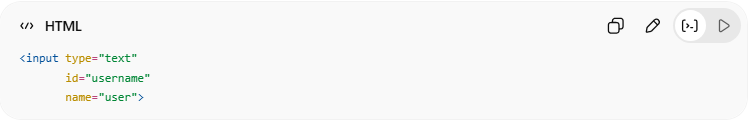 HTML
<input type="text"
id="username"
name="user">